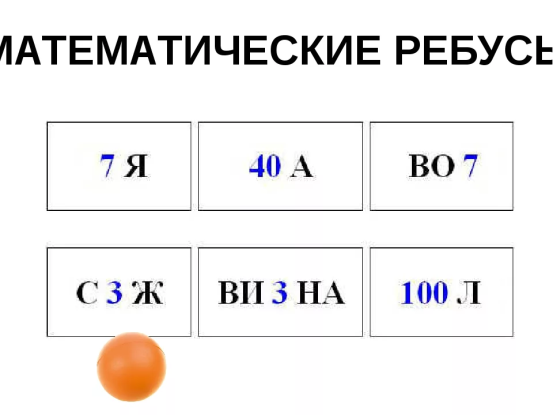 МАТЕМАТИЧЕСКИЕ РЕБУСЫ
7 Я 40 А ВО 7
С 3 Ж ВИ 3 НА 100 Л